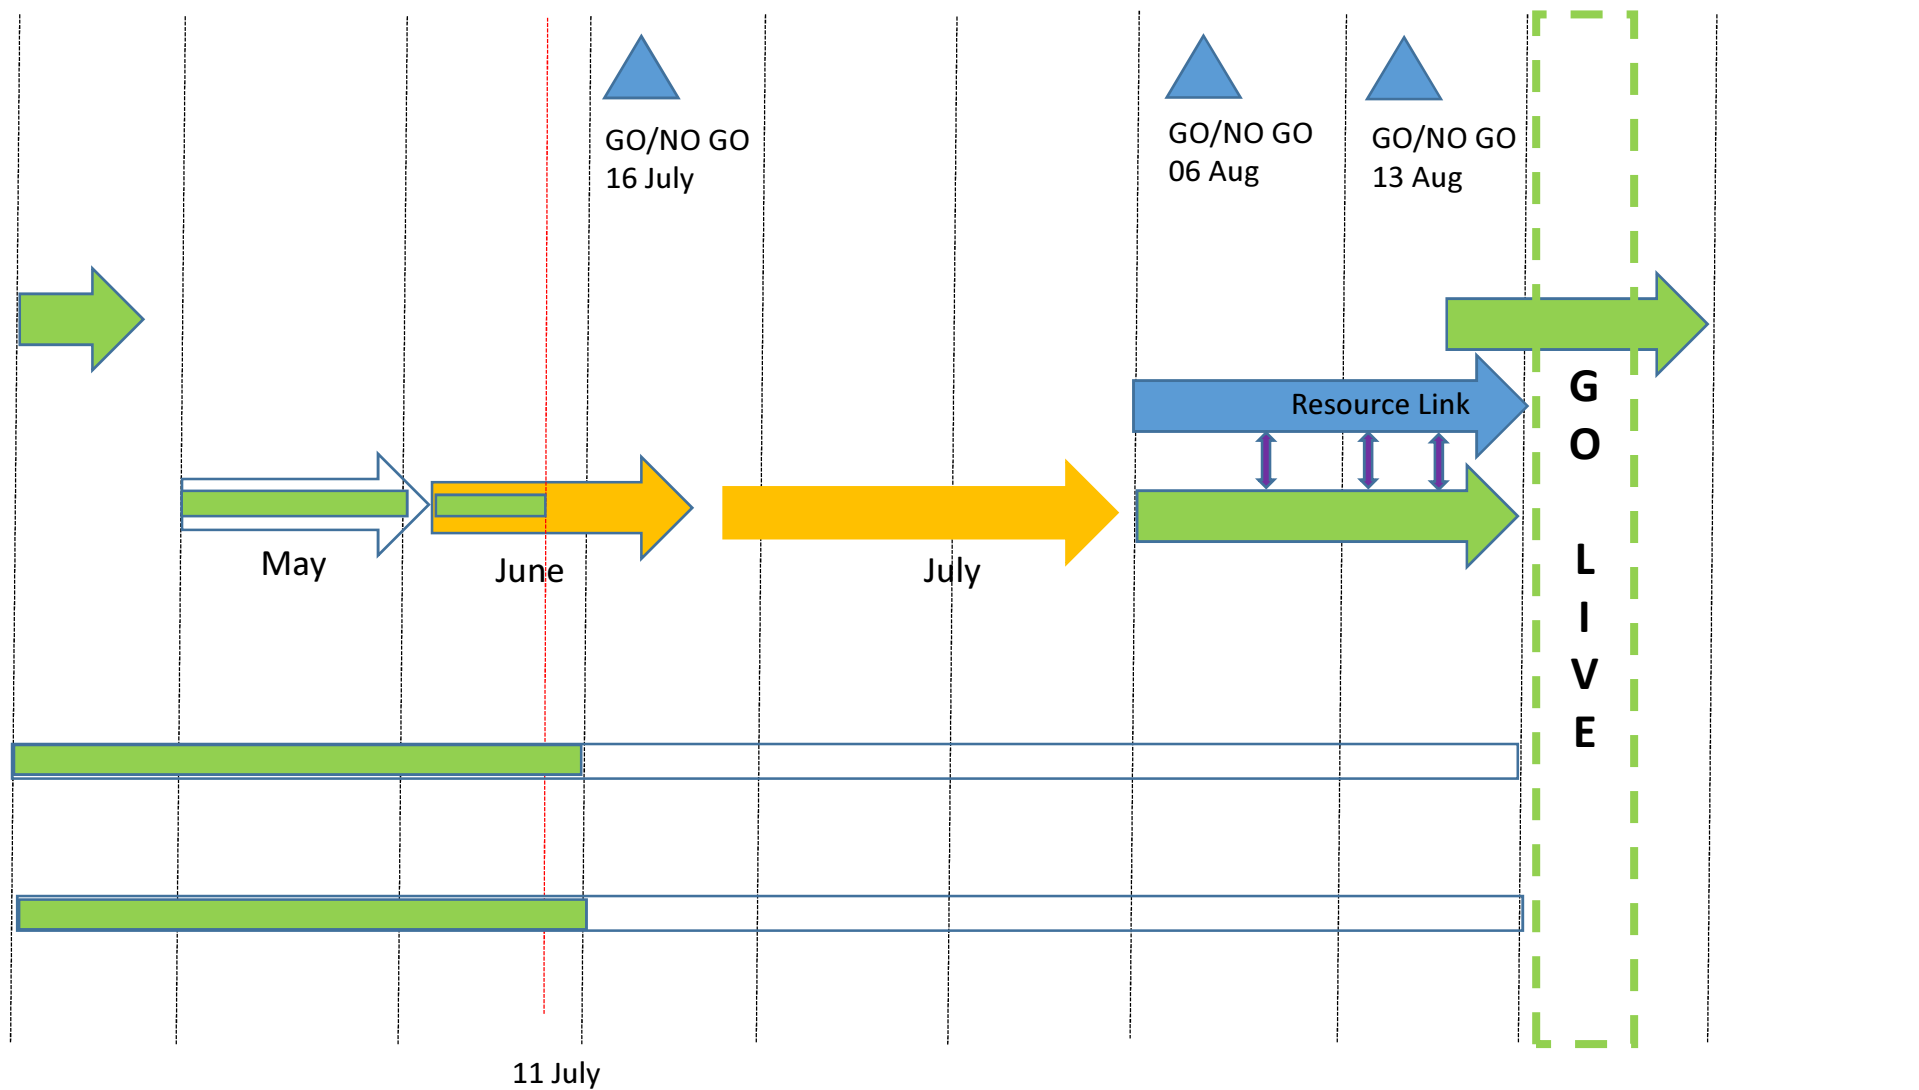 GO/NO GO
16 July
GO/NO GO
06 Aug
GO/NO GO
13 Aug
Resource Link
G
O
L
I
V
E
May
June
July
11 July